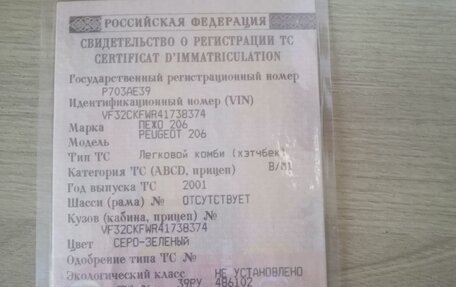 РОССИЙСКАЯ ФЕДЕРАЦИЯ
СВИДЕТЕЛЬСТВО О РЕГИСТРАЦИИ ТС
CERTIFICAT D'IMMATRICULATION
Государственный регистрационный номер
Р703АЕ39
Идентификационный номер (VIN)
VF32CKFWR41738374
Марка ПЕЖО 206
Модель PEUGEOT 206
Тип ТС Легковой комби (хэтчбек)
Категория ТС (ABCD, прицеп) B/M1
Год выпуска ТС 2001
Шасси (рама) № ОТСУТСТВУЕТ
Кузов (кабина, прицеп) №
VF32CKFWR41738374
Цвет СЕРО-ЗЕЛЕНЫЙ
Одобрение типа ТС №
Экологический класс НЕ УСТАНОВЛЕНО
39РУ 486102